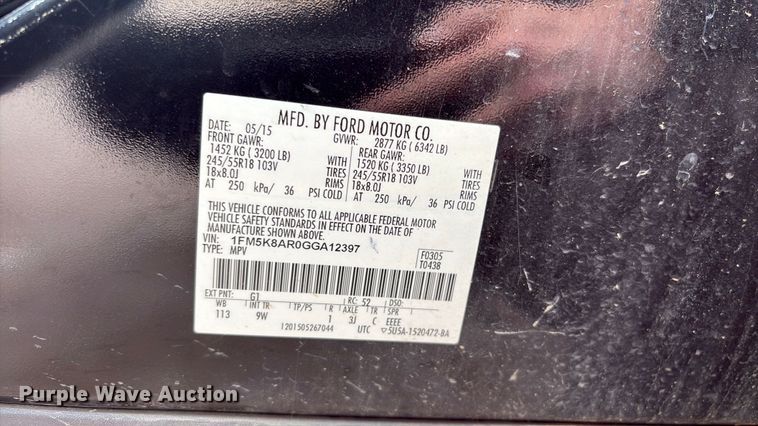 MFD. BY FORD MOTOR CO.
DATE: 05/15 GVWR: 2877 KG ( 6342 LB)
FRONT GAWR: REAR GAWR:
1452 KG ( 3200 LB) WITH 1520 KG ( 3350 LB) WITH
245/55R18 103V TIRES 245/55R18 103V TIRES
18x8.0J RIMS 18x8.0J RIMS
AT 250 kPa/ 36 PSI COLD AT 250 kPa/ 36 PSI COLD
THIS VEHICLE CONFORMS TO ALL APPLICABLE FEDERAL MOTOR
VEHICLE SAFETY STANDARDS IN EFFECT ON THE DATE OF
MANUFACTURE SHOWN ABOVE.
VIN: 1FM5K8AR0GGA12397 F0305
TYPE: MPV T0438
EXT PNT: G1 RC: 52 DSO:
WB INT TR TP/PS R AXLE TR SPR
113 9W 1 3J C EEEE
1201505267044 UTC ▽5U5A-1520472-BA
Purple Wave Auction